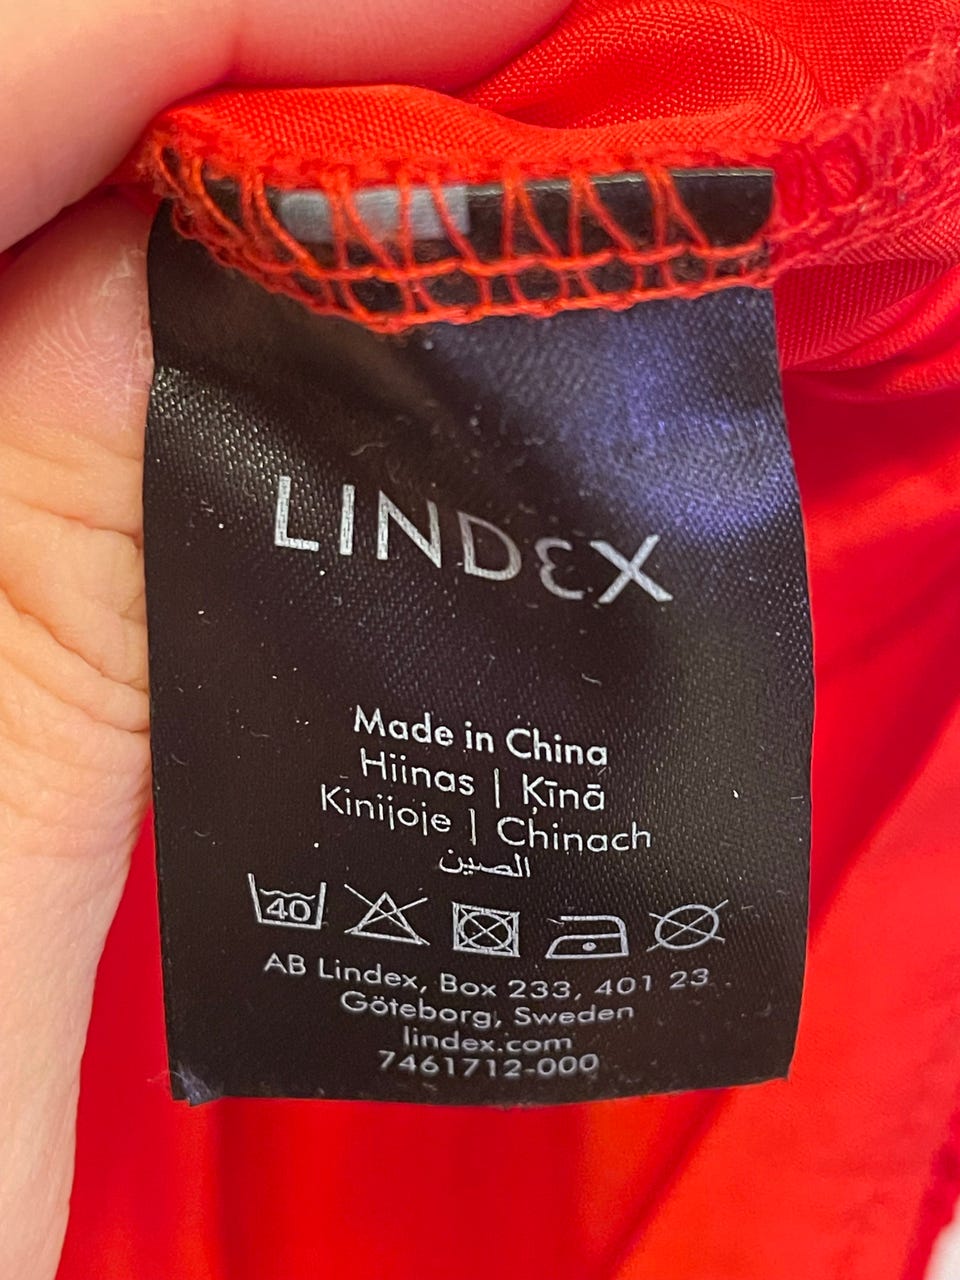 LINDEX
Made in China
Hiinas | Ķīnā
Kinijoje | Chinach
الصين
40
AB Lindex, Box 233, 401 23
Göteborg, Sweden
lindex.com
7461712-000